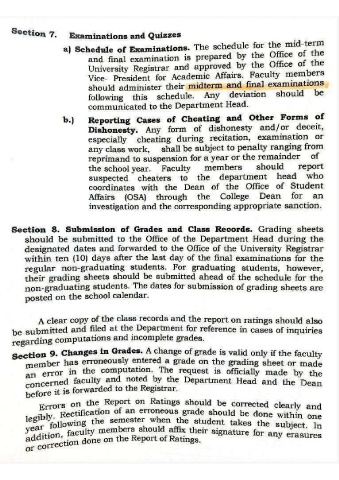 Section 7. Examinations and Quizzes
a) Schedule of Examinations. The schedule for the mid-term
and final examination is prepared by the Office of the
University Registrar and approved by the Office of the
Vice- President for Academic Affairs. Faculty members
should administer their midterm and final examinations
following this schedule. Any deviation should be
communicated to the Department Head.
b.) Reporting Cases of Cheating and Other Forms of
Dishonesty. Any form of dishonesty and/or deceit,
especially cheating during recitation, examination or
any class work, shall be subject to penalty ranging from
reprimand to suspension for a year or the remainder of
the school year. Faculty members should report
suspected cheaters to the department head who
coordinates with the Dean of the Office of Student
Affairs (OSA) through the College Dean for an
investigation and the corresponding appropriate sanction.
Section 8. Submission of Grades and Class Records. Grading sheets
should be submitted to the Office of the Department Head during the
designated dates and forwarded to the Office of the University Registrar
within ten (10) days after the last day of the final examinations for the
regular non-graduating students. For graduating students, however,
their grading sheets should be submitted ahead of the schedule for the
non-graduating students. The dates for submission of grading sheets are
posted on the school calendar.
A clear copy of the class records and the report on ratings should also
be submitted and filed at the Department for reference in cases of inquiries
regarding computations and incomplete grades.
Section 9. Changes in Grades. A change of grade is valid only if the faculty
member has erroneously entered a grade on the grading sheet or made
an error in the computation. The request is officially made by the
concerned faculty and noted by the Department Head and the Dean
before it is forwarded to the Registrar.
Errors on the Report on Ratings should be corrected clearly and
legibly. Rectification of an erroneous grade should be done within one
year following the semester when the student takes the subject. In
addition, faculty members should affix their signature for any erasures
or correction done on the Report of Ratings.